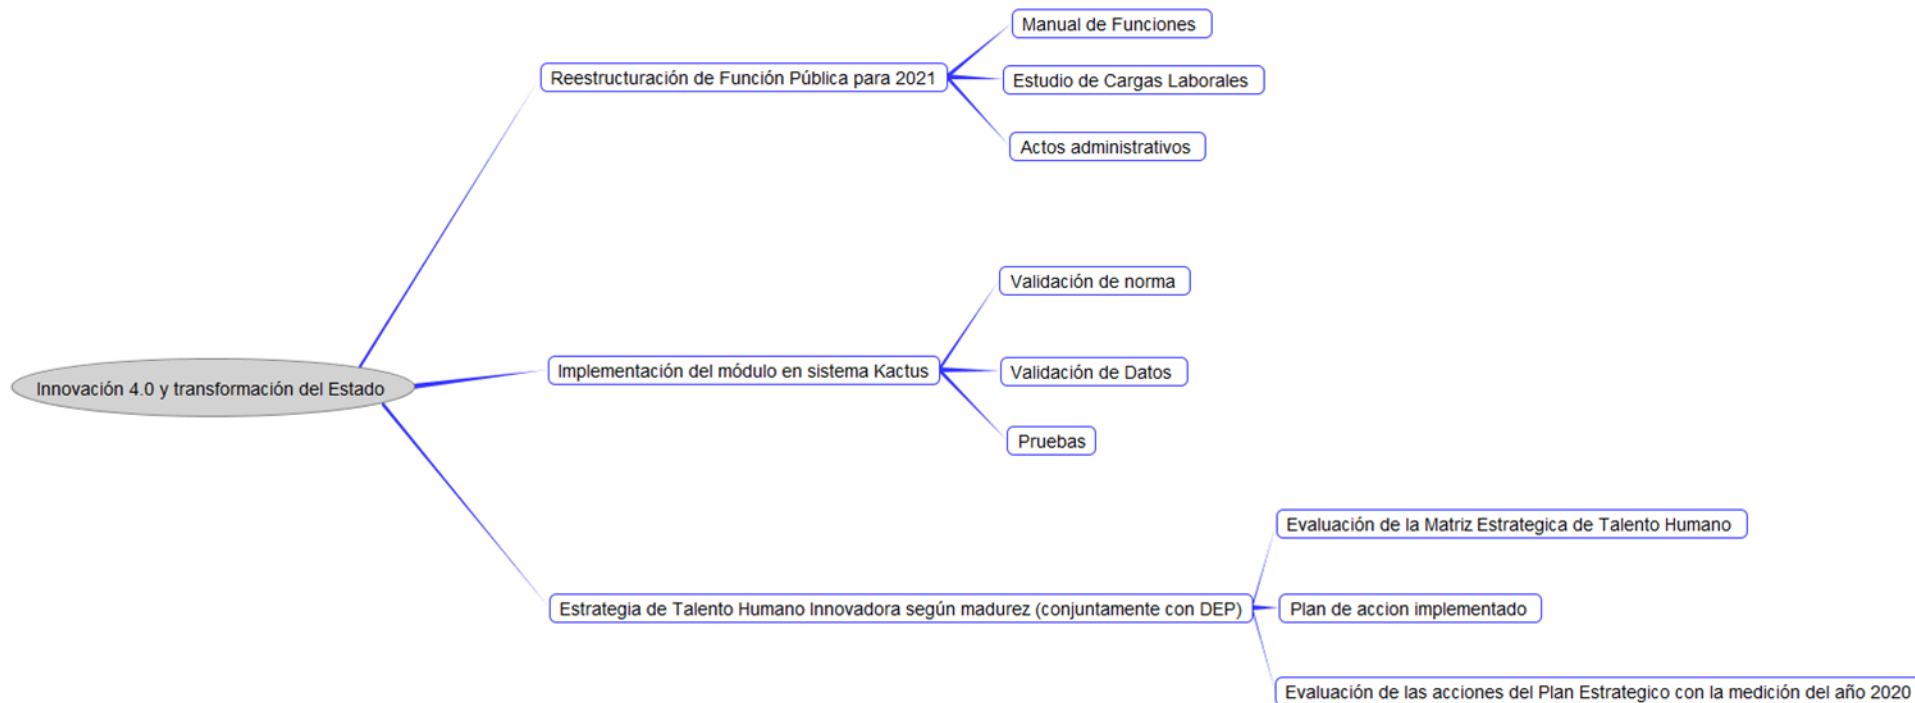 Innovación 4.0 y transformación del Estado
Reestructuración de Función Pública para 2021
Manual de Funciones
Estudio de Cargas Laborales
Actos administrativos
Implementación del módulo en sistema Kactus
Validación de norma
Validación de Datos
Pruebas
Estrategia de Talento Humano Innovadora según madurez (conjuntamente con DEP)
Evaluación de la Matriz Estrategica de Talento Humano
Plan de accion implementado
Evaluación de las acciones del Plan Estrategico con la medición del año 2020